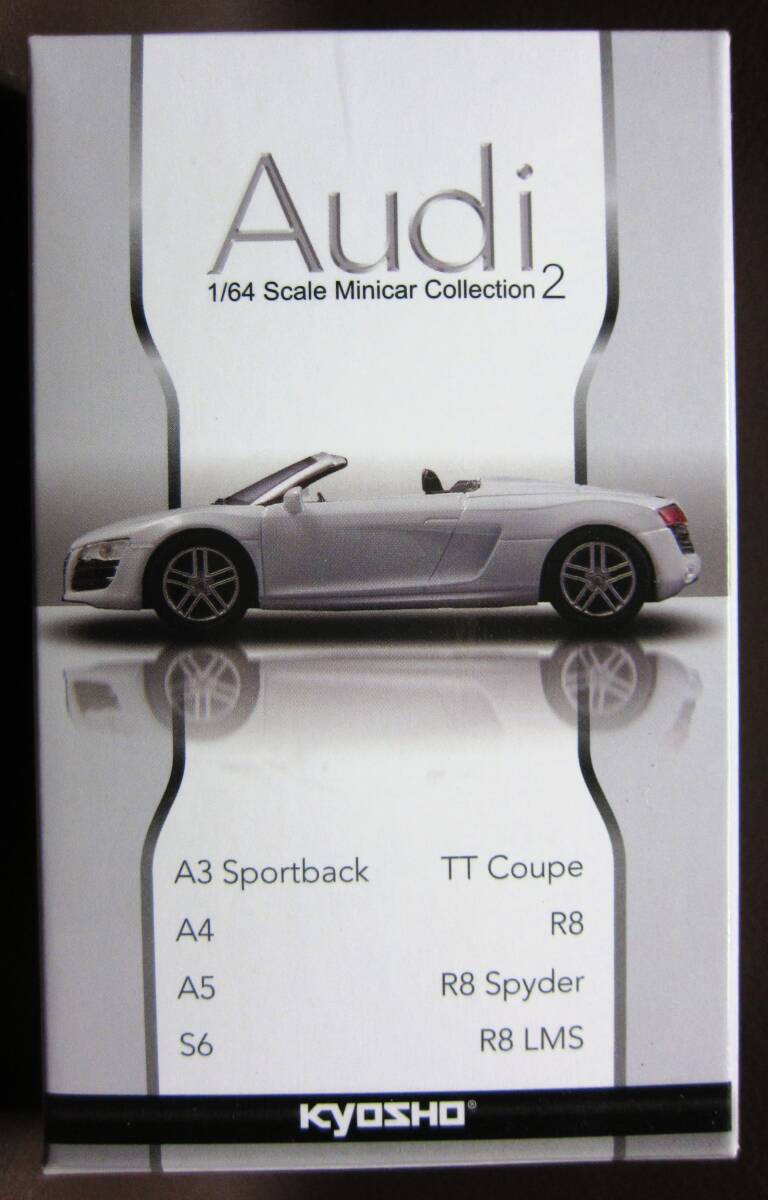 Audi
1/64 Scale Minicar Collection 2
A3 Sportback
A4
A5
S6
TT Coupe
R8
R8 Spyder
R8 LMS
KYOSHO®